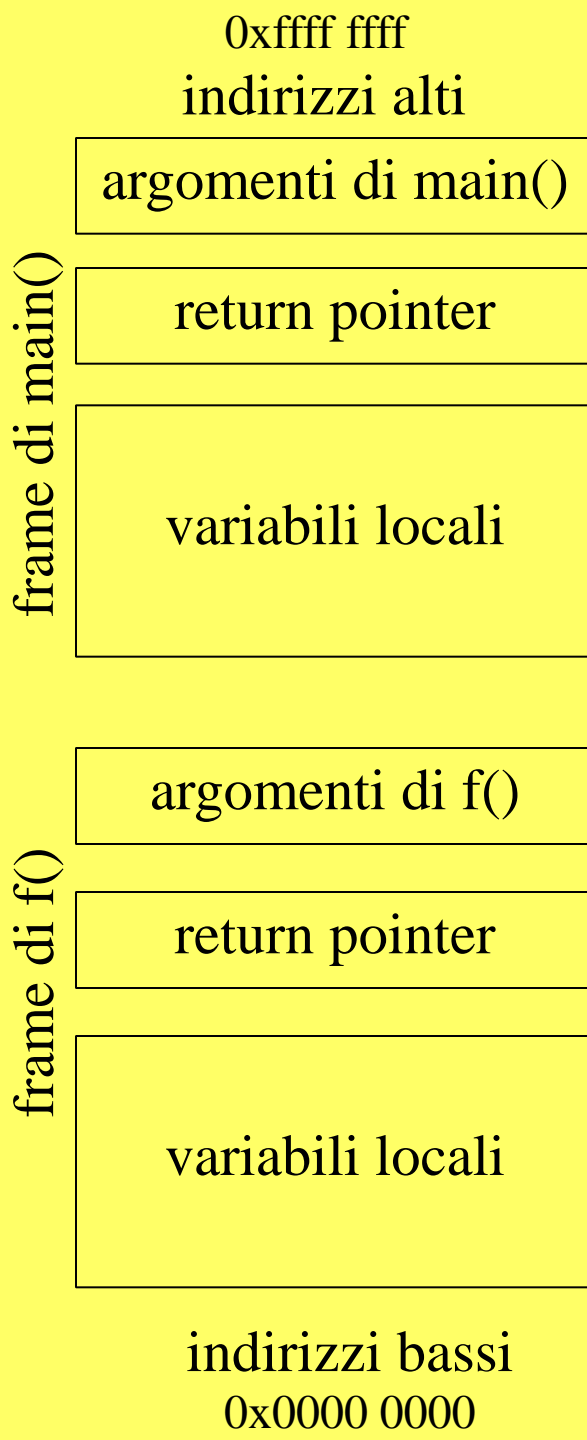 0xffff ffff
indirizzi alti
argomenti di main()
frame di main()
return pointer
variabili locali
argomenti di f()
frame di f()
return pointer
variabili locali
indirizzi bassi
0x0000 0000